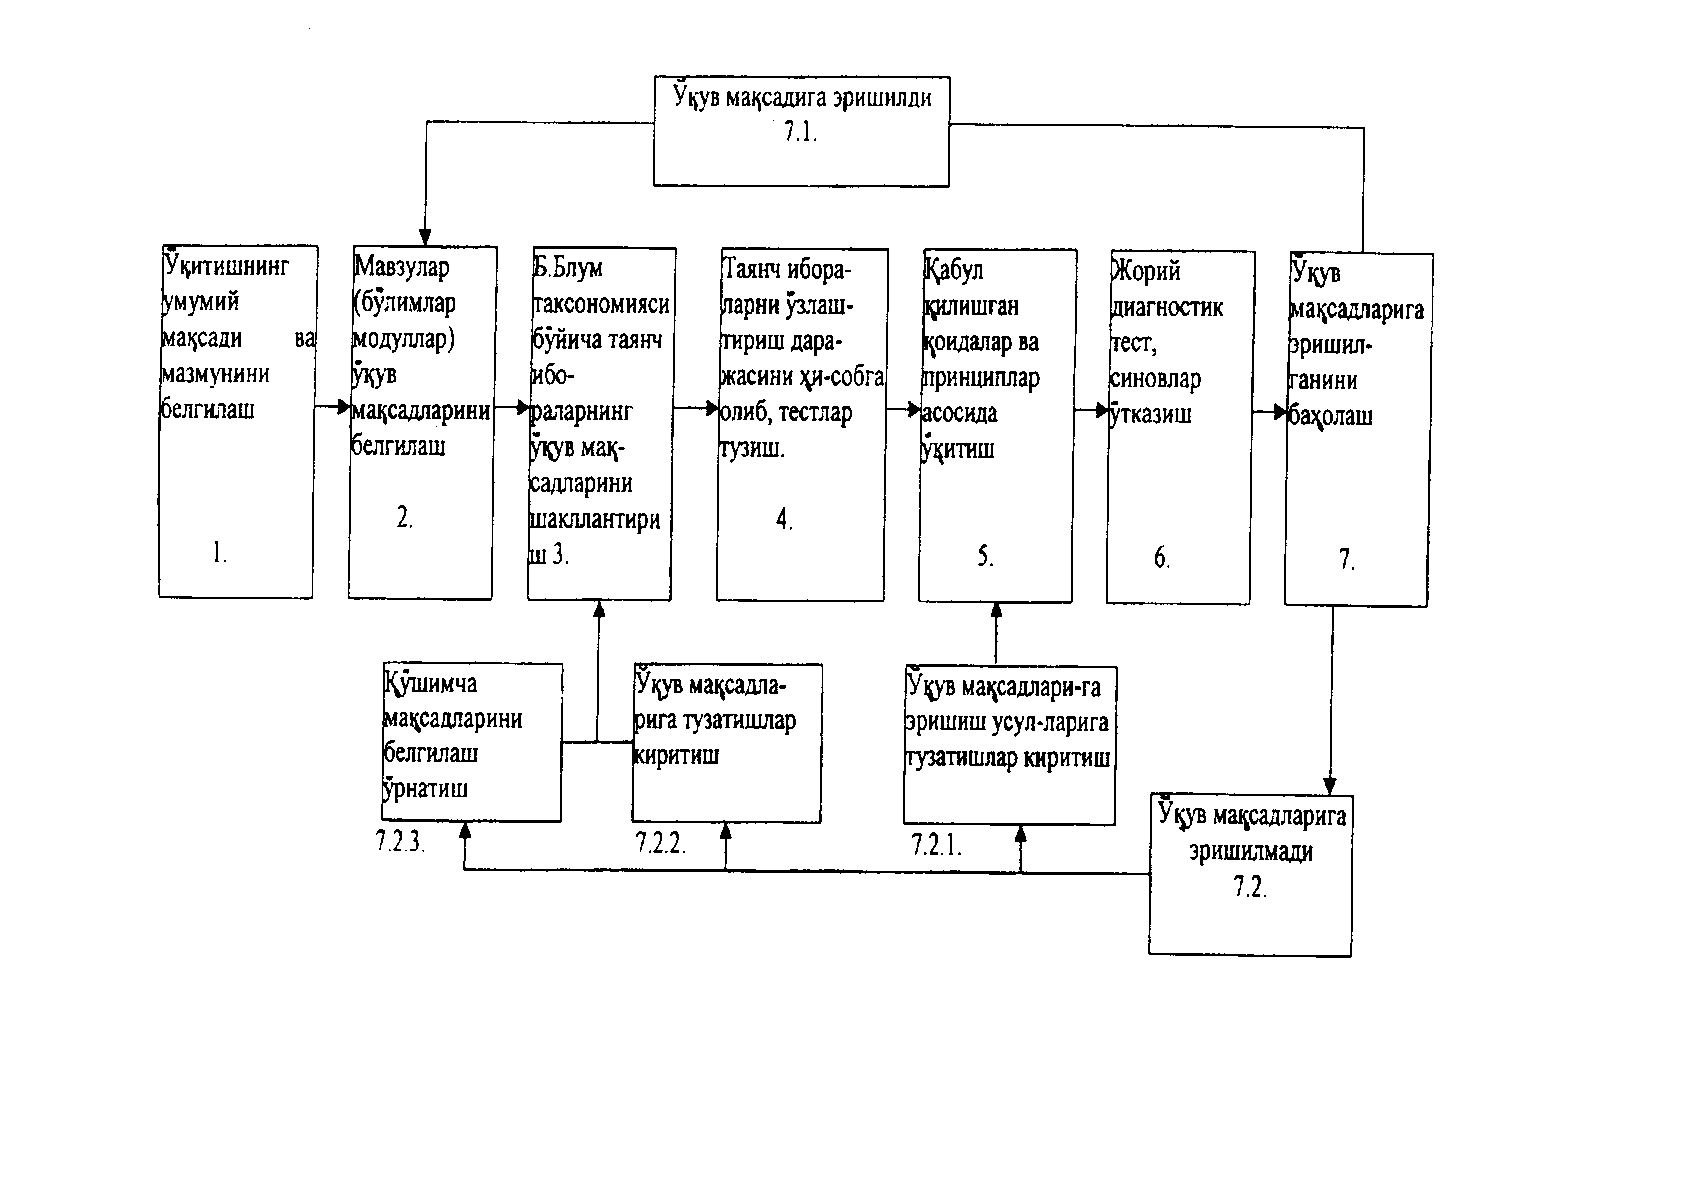 Ўқув мақсадига эришилди
7.1.
Ўқитишнинг
умумий
мақсади ва
мазмунини
белгилаш
1.
Мавзулар
(бўлимлар
модуллар)
ўқув
мақсадларини
белгилаш
2.
Б.Блум
таксономияси
бўйича таянч
ибо-
раларнинг
ўқув мақ-
садларини
шакллантири
ш 3.
Таянч ибора-
ларни ўзлаш-
тириш дара-
жасини ҳи-собга
олиб, тестлар
тузиш.
4.
Қабул
қилишган
қоидалар ва
принциплар
асосида
ўқитиш
5.
Жорий
диагностик
тест,
синовлар
ўтказиш
6.
Ўқув
мақсадларига
эришил-
ганини
баҳолаш
7.
Қўшимча
мақсадларини
белгилаш
ўрнатиш
7.2.3.
Ўқув мақсадла-
рига тузатишлар
киритиш
7.2.2.
Ўқув мақсадлари-га
эришиш усул-ларига
тузатишлар киритиш
7.2.1.
Ўқув мақсадларига
эришилмади
7.2.